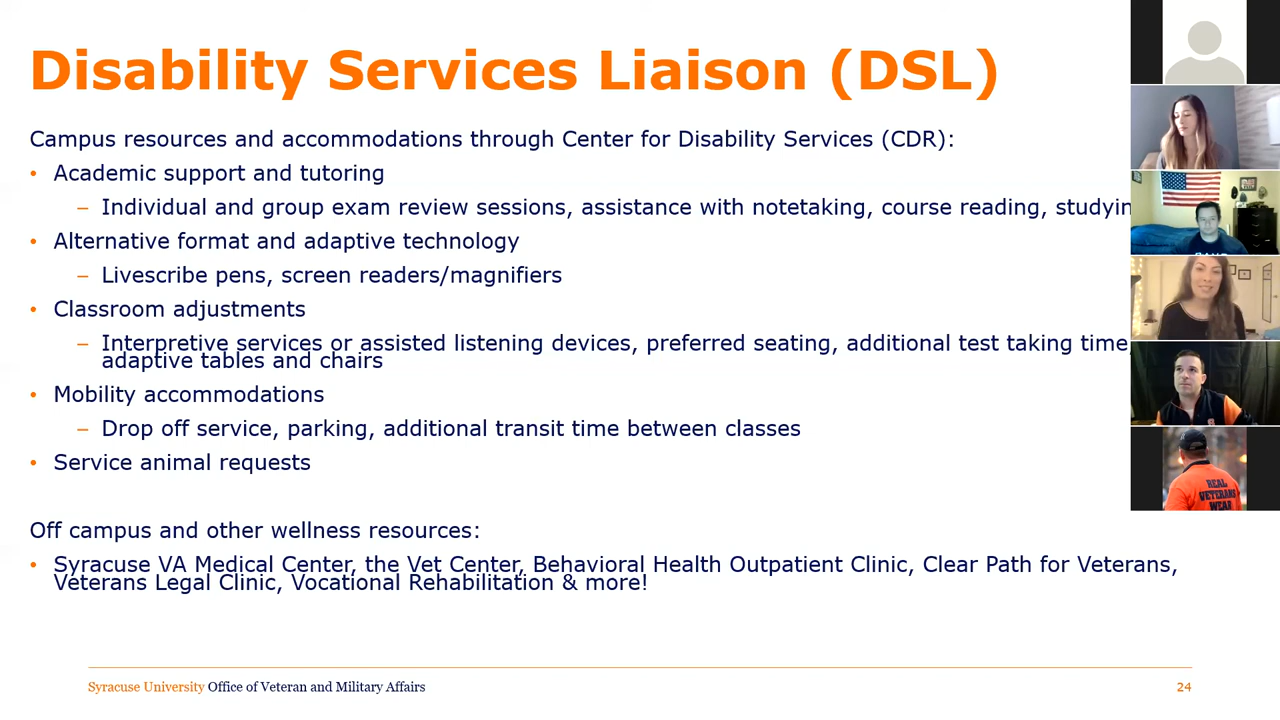 Disability Services Liaison (DSL)
Campus resources and accommodations through Center for Disability Services (CDR):
• Academic support and tutoring
– Individual and group exam review sessions, assistance with notetaking, course reading, studyin
• Alternative format and adaptive technology
– Livescribe pens, screen readers/magnifiers
• Classroom adjustments
– Interpretive services or assisted listening devices, preferred seating, additional test taking time,
adaptive tables and chairs
• Mobility accommodations
– Drop off service, parking, additional transit time between classes
• Service animal requests
REAL
VETERANS
WEAR
Off campus and other wellness resources:
• Syracuse VA Medical Center, the Vet Center, Behavioral Health Outpatient Clinic, Clear Path for Veterans,
Veterans Legal Clinic, Vocational Rehabilitation & more!
Syracuse University Office of Veteran and Military Affairs
24